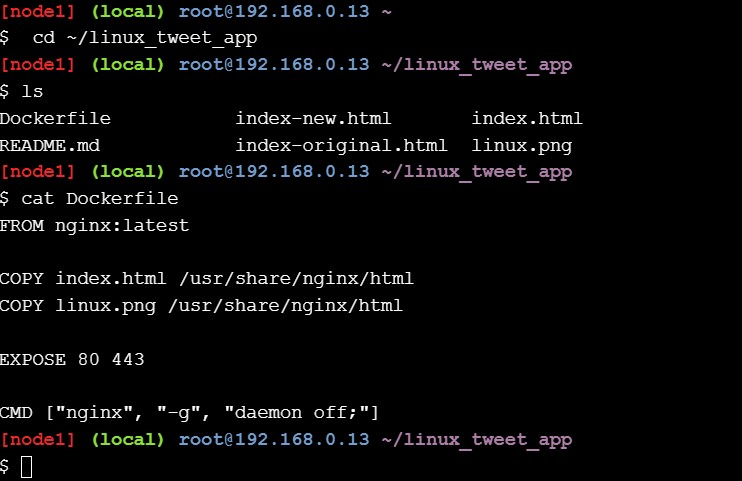 [node1] (local) root@192.168.0.13 ~
$  cd ~/linux_tweet_app
[node1] (local) root@192.168.0.13 ~/linux_tweet_app
$ ls
Dockerfile           index-new.html       index.html
README.md            index-original.html  linux.png
[node1] (local) root@192.168.0.13 ~/linux_tweet_app
$ cat Dockerfile
FROM nginx:latest
COPY index.html /usr/share/nginx/html
COPY linux.png /usr/share/nginx/html
EXPOSE 80 443
CMD ["nginx", "-g", "daemon off;"]
[node1] (local) root@192.168.0.13 ~/linux_tweet_app
$